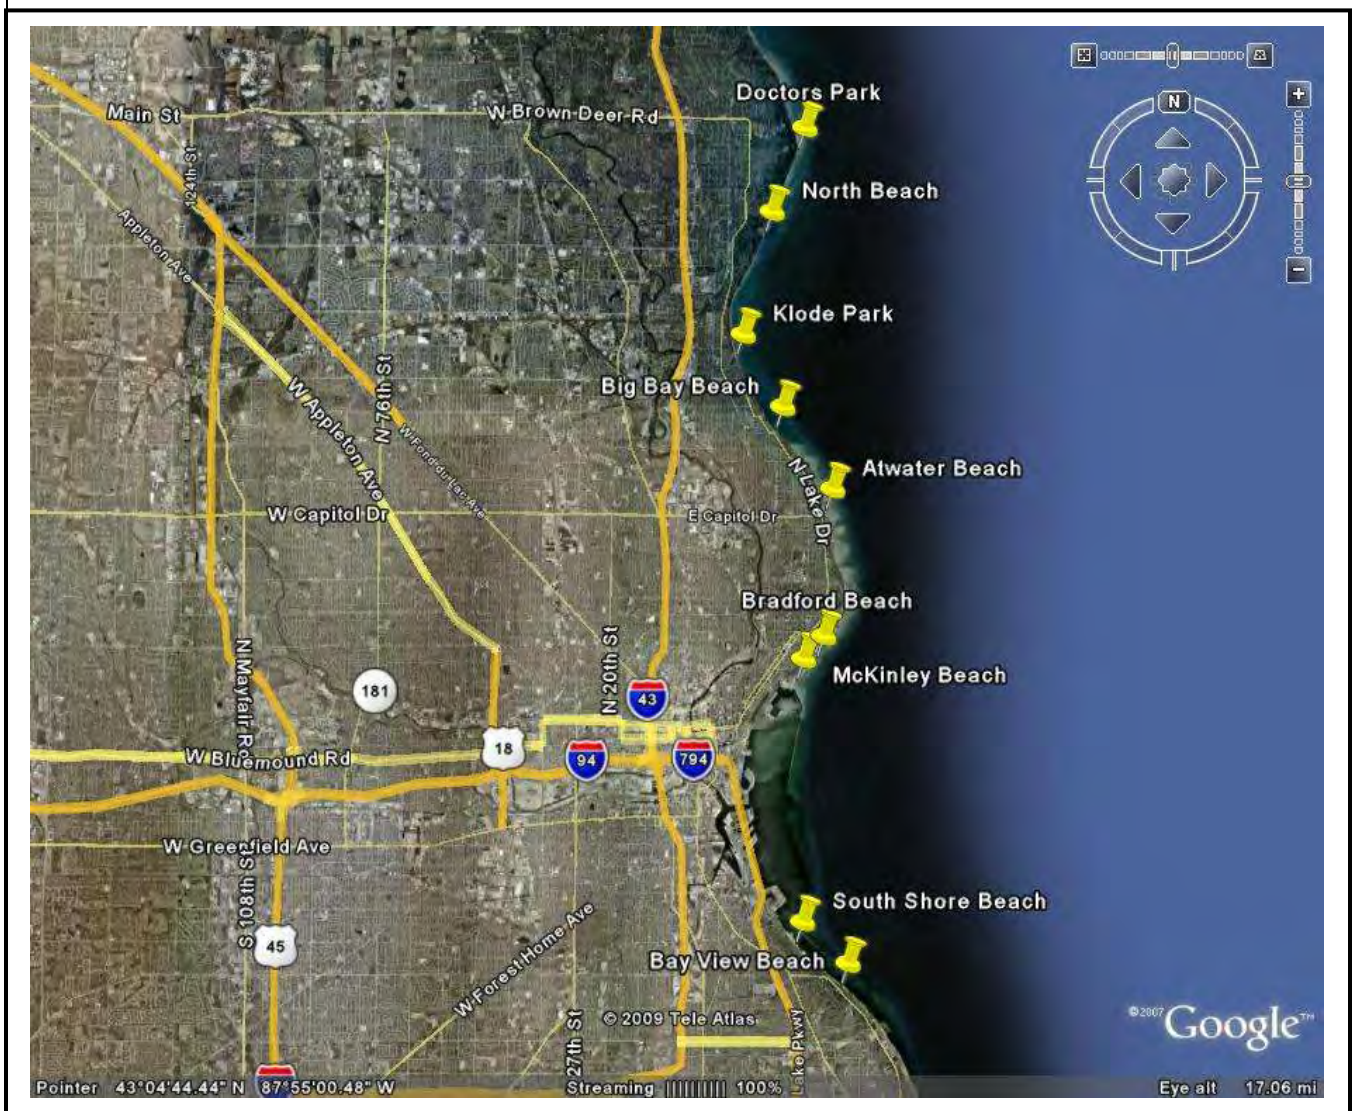 Doctors Park
Main St
W Brown Deer Rd
N
124th St
North Beach
Appleton Ave
Klode Park
Big Bay Beach
W Appleton Ave
N 76th St
W Fond du Lac Ave
Atwater Beach
N Lake Dr
W Capitol Dr
E Capitol Dr
Bradford Beach
McKinley Beach
N Mayfair Rd
N 20th St
181
43
18
94
794
W Bluemound Rd
W Greenfield Ave
S 108th St
45
South Shore Beach
Bay View Beach
W Forest Home Ave
27th St
© 2009 Tele Atlas
Lake Pkwy
©2007 Google™
Pointer 43°04'44.44" N 87°55'00.48" W Streaming |||||||||| 100% Eye alt 17.06 mi